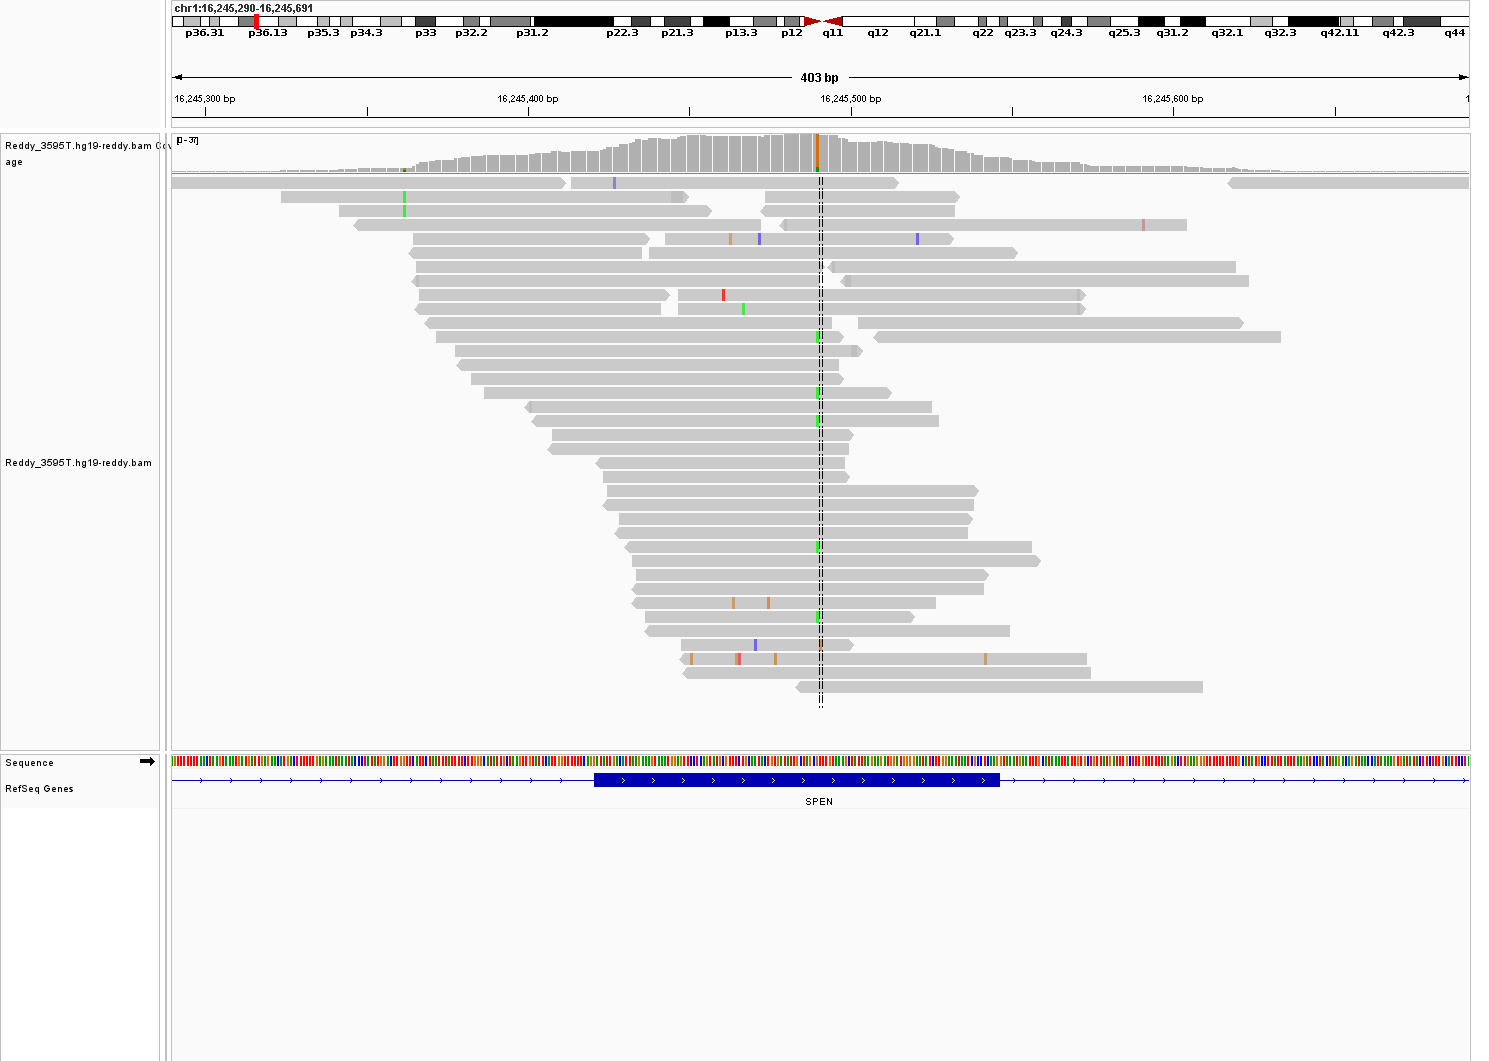 chr1:16,245,290-16,245,691
p36.31 p36.13 p35.3 p34.3 p33 p32.2 p31.2 p22.3 p21.3 p13.3 p12 q11 q12 q21.1 q22 q23.3 q24.3 q25.3 q31.2 q32.1 q32.3 q42.11 q42.3 q44
403 bp
16,245,300 bp 16,245,400 bp 16,245,500 bp 16,245,600 bp 1
Reddy_3595T.hg19-reddy.bam Cov
age
[0 - 37]
Reddy_3595T.hg19-reddy.bam
Sequence
RefSeq Genes
SPEN